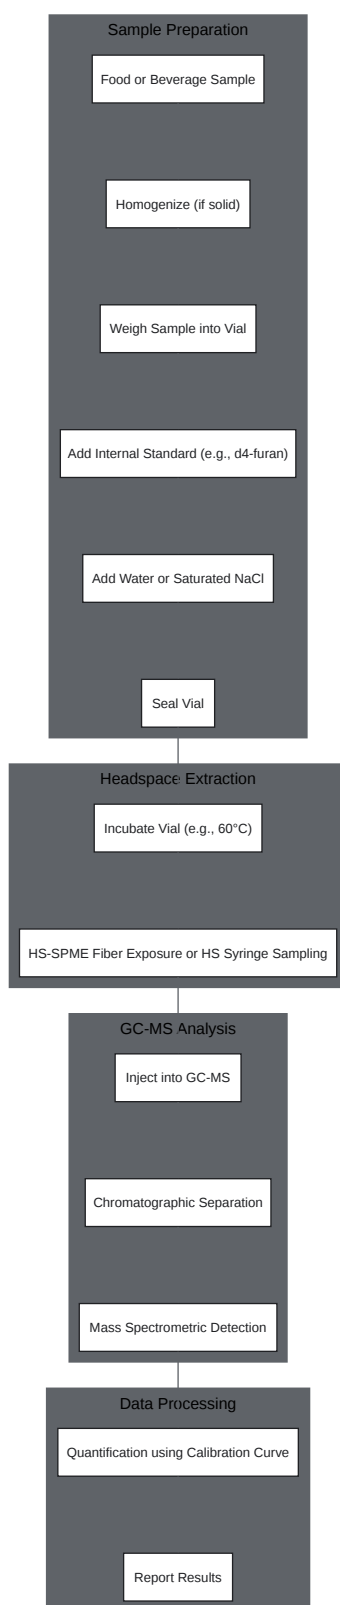 Sample Preparation
Food or Beverage Sample
Homogenize (if solid)
Weigh Sample into Vial
Add Internal Standard (e.g., d4-furan)
Add Water or Saturated NaCl
Seal Vial
Headspace Extraction
Incubate Vial (e.g., 60°C)
HS-SPME Fiber Exposure or HS Syringe Sampling
GC-MS Analysis
Inject into GC-MS
Chromatographic Separation
Mass Spectrometric Detection
Data Processing
Quantification using Calibration Curve
Report Results